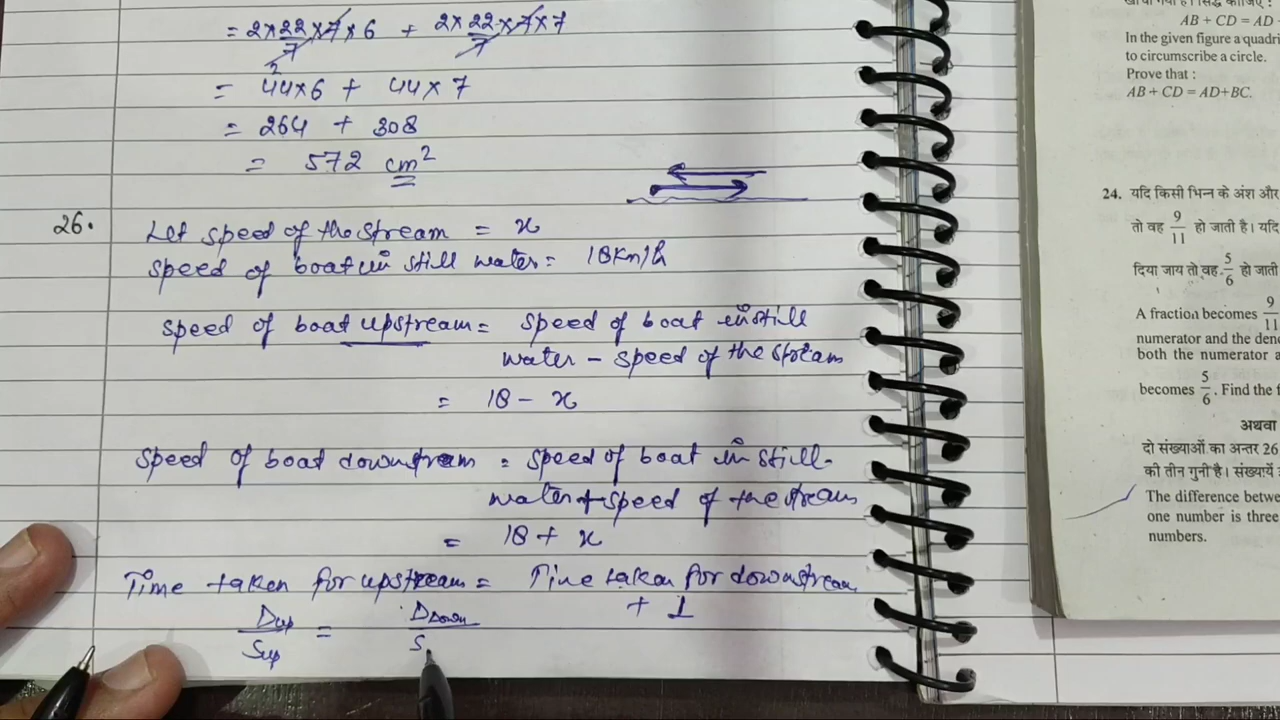 = 2×22×7×6 + 2×22×7×7
7 7
2
= 44×6 + 44×7
= 264 + 308
= 572 cm²
26. Let speed of the stream = x
speed of boat in still water = 18km/h
speed of boat upstream = speed of boat in still
water - speed of the stream
= 18 - x
speed of boat downstream = speed of boat in still
water + speed of the stream
= 18 + x
Time taken for upstream = Time taken for downstream
+ 1
Dup/Sup = DDown/S
AB + CD = AD
In the given figure a quadri
to circumscribe a circle.
Prove that :
AB + CD = AD+BC.
24. यदि किसी भिन्न के अंश और
तो वह 9/11 हो जाती है। यदि
दिया जाय तो वह 5/6 हो जाती
A fraction becomes 9/11
numerator and the den
both the numerator a
becomes 5/6. Find the f
अथवा
दो संख्याओं का अन्तर 26
की तीन गुनी है। संख्यायें
The difference betwe
one number is three
numbers.